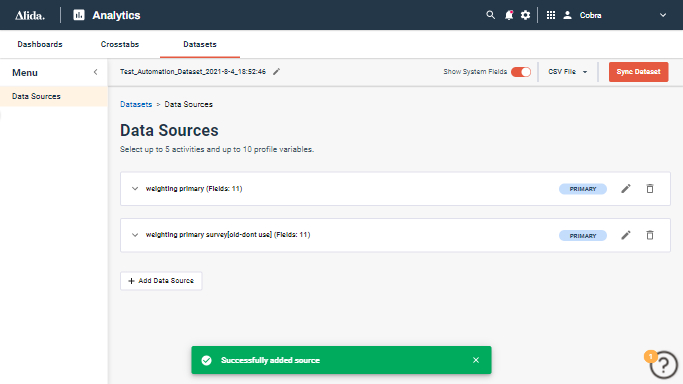 Alida. Analytics Cobra
Dashboards Crosstabs Datasets
Menu
Data Sources
Test_Automation_Dataset_2021-8-4_18:52:46 Show System Fields CSV File Sync Dataset
Datasets > Data Sources
Data Sources
Select up to 5 activities and up to 10 profile variables.
weighting primary (Fields: 11) PRIMARY
weighting primary survey[old-dont use] (Fields: 11) PRIMARY
+ Add Data Source
Successfully added source
1
?